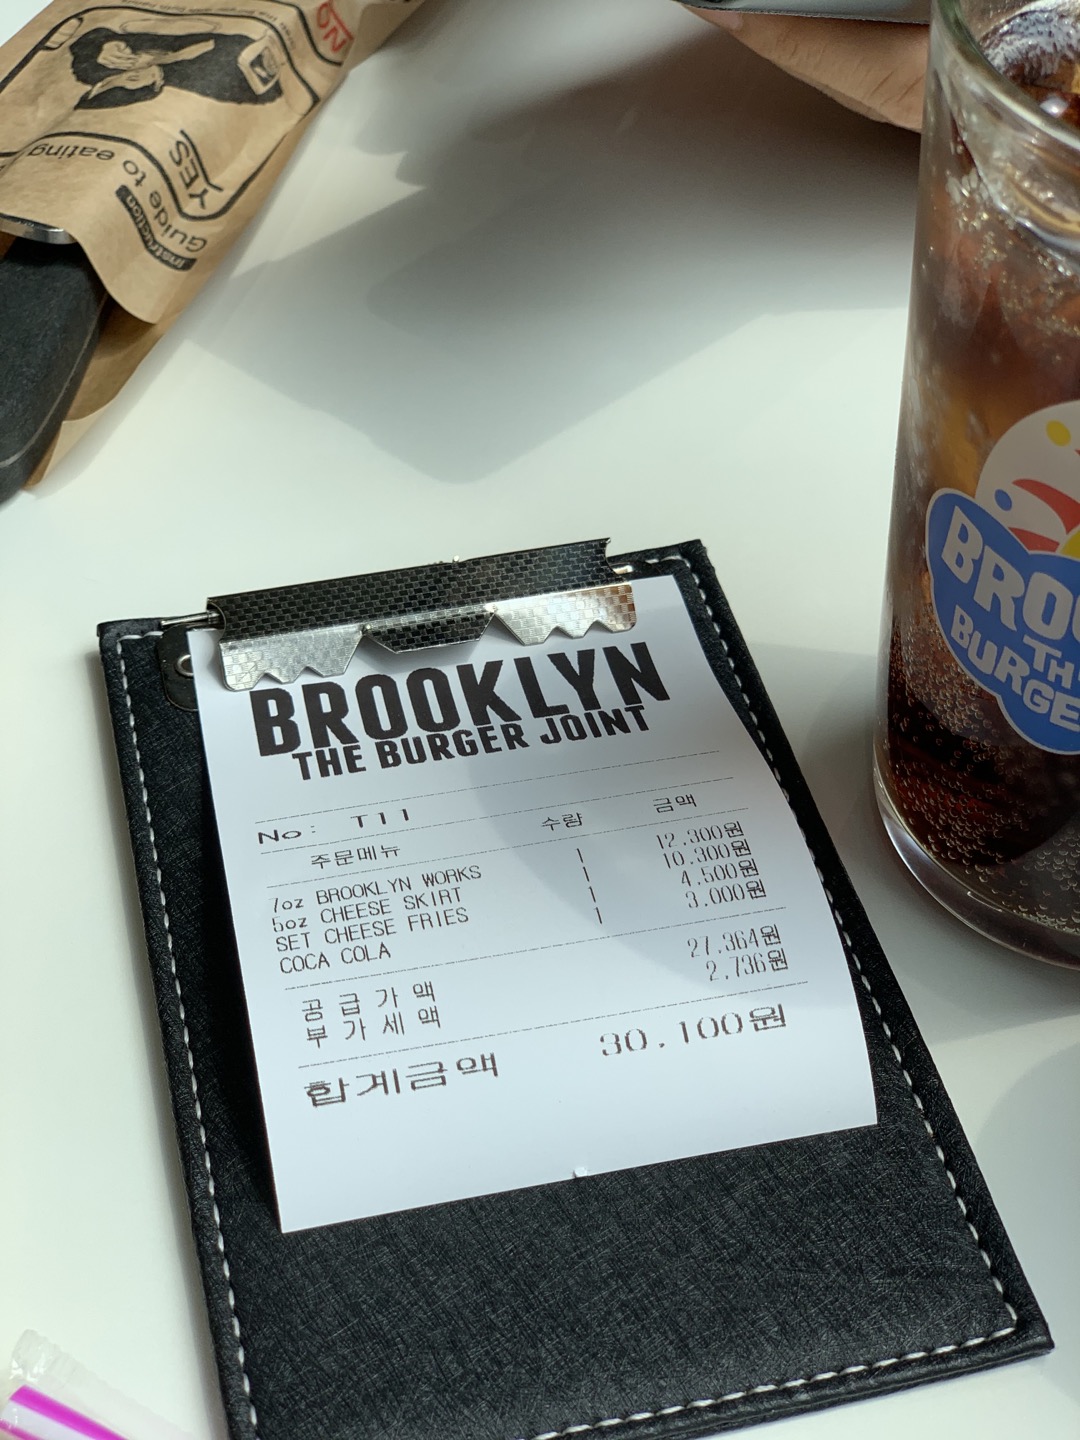 NO
YES
Guide to eating
Instruction
BROOKLYN
THE BURGER JOINT
No: T11
주문메뉴 수량 금액
7oz BROOKLYN WORKS 1 12,300원
5oz CHEESE SKIRT 1 10,300원
SET CHEESE FRIES 1 4,500원
COCA COLA 1 3,000원
공 급 가 액 27,364원
부 가 세 액 2,736원
합계금액 30,100원
BROO
TH
BURGE